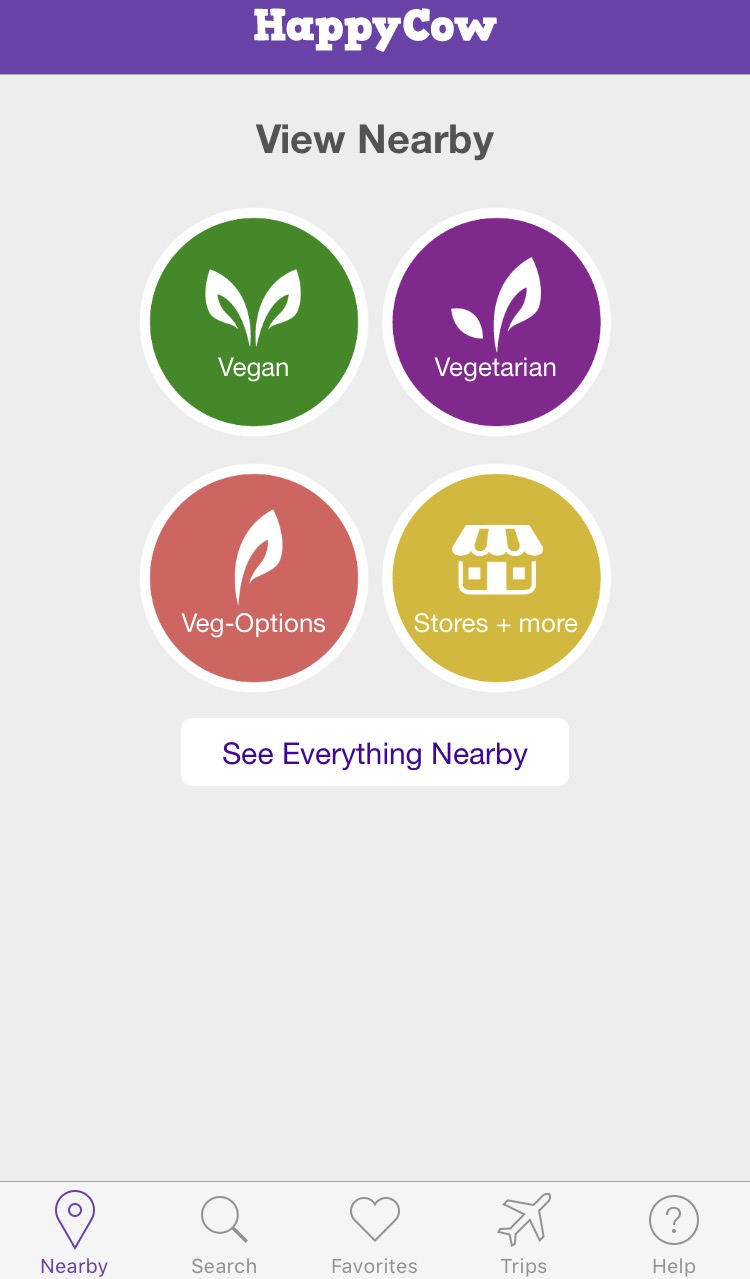 HappyCow
View Nearby
Vegan
Vegetarian
Veg-Options
Stores + more
See Everything Nearby
Nearby
Search
Favorites
Trips
?
Help